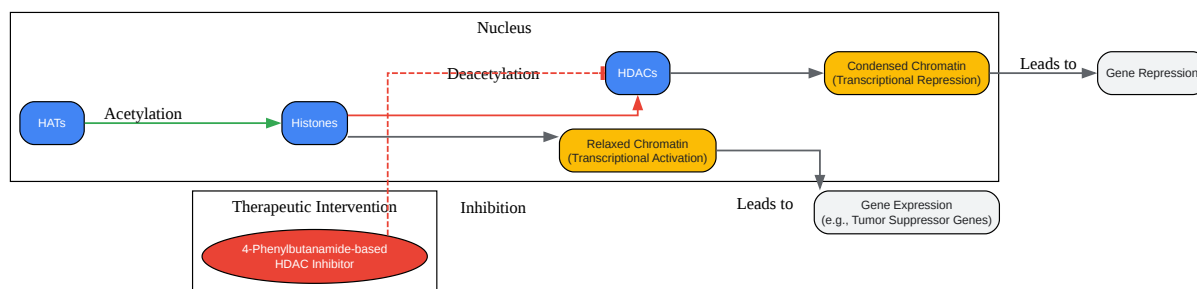 Nucleus
Deacetylation
HDACs
Condensed Chromatin
(Transcriptional Repression)
Leads to
Gene Repression
HATs
Acetylation
Histones
Relaxed Chromatin
(Transcriptional Activation)
Therapeutic Intervention
Inhibition
Leads to
Gene Expression
(e.g., Tumor Suppressor Genes)
4-Phenylbutanamide-based
HDAC Inhibitor